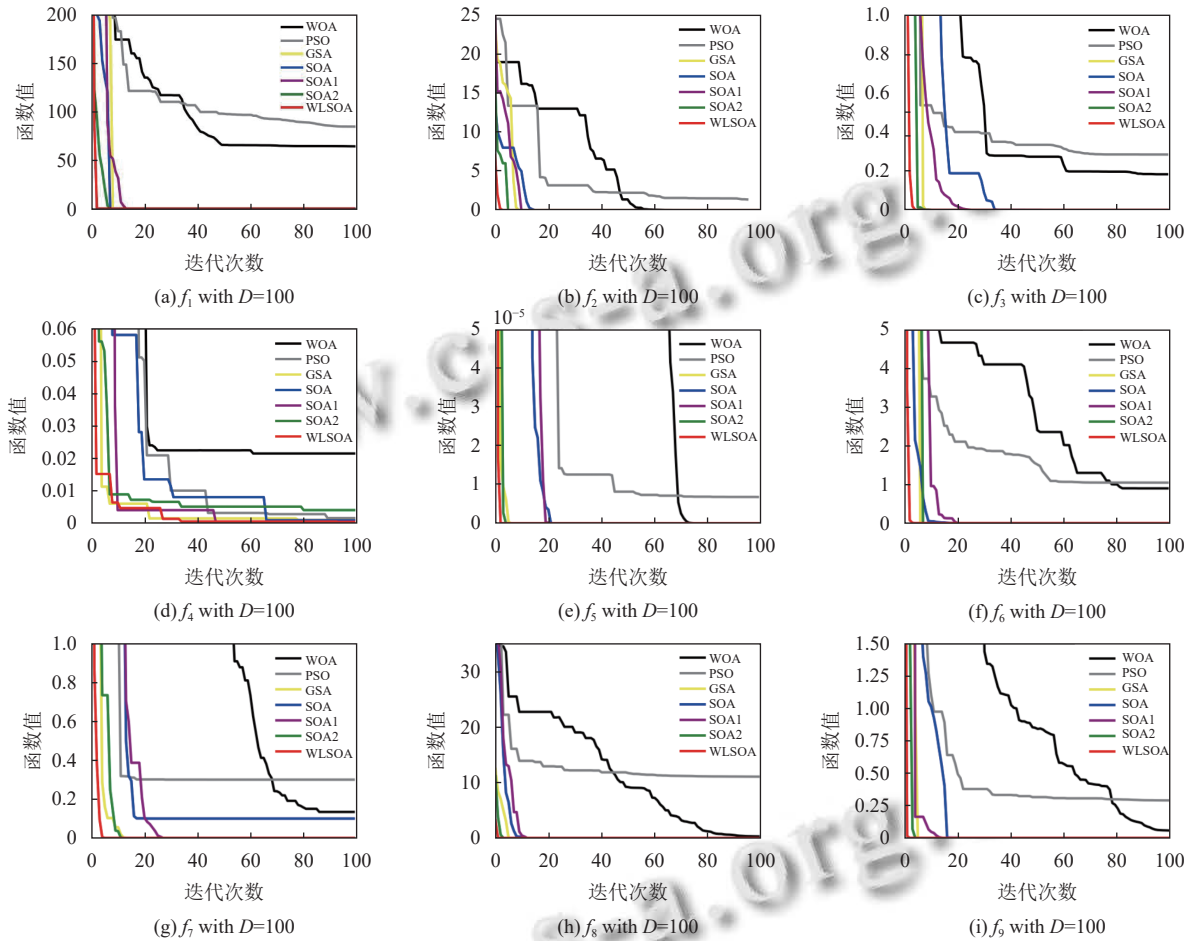 200
150
100
50
0
函数值
WOA
PSO
GSA
SOA
SOA1
SOA2
WLSOA
0 20 40 60 80 100
迭代次数
(a) f1 with D=100
25
20
15
10
5
0
函数值
WOA
PSO
GSA
SOA
SOA1
SOA2
WLSOA
0 20 40 60 80 100
迭代次数
(b) f2 with D=100
1.0
0.8
0.6
0.4
0.2
0
函数值
WOA
PSO
GSA
SOA
SOA1
SOA2
WLSOA
0 20 40 60 80 100
迭代次数
(c) f3 with D=100
0.06
0.05
0.04
0.03
0.02
0.01
0
函数值
WOA
PSO
GSA
SOA
SOA1
SOA2
WLSOA
0 20 40 60 80 100
迭代次数
(d) f4 with D=100
10−5
5
4
3
2
1
0
函数值
WOA
PSO
GSA
SOA
SOA1
SOA2
WLSOA
0 20 40 60 80 100
迭代次数
(e) f5 with D=100
5
4
3
2
1
0
函数值
WOA
PSO
GSA
SOA
SOA1
SOA2
WLSOA
0 20 40 60 80 100
迭代次数
(f) f6 with D=100
1.0
0.8
0.6
0.4
0.2
0
函数值
WOA
PSO
GSA
SOA
SOA1
SOA2
WLSOA
0 20 40 60 80 100
迭代次数
(g) f7 with D=100
30
20
10
0
函数值
WOA
PSO
GSA
SOA
SOA1
SOA2
WLSOA
0 20 40 60 80 100
迭代次数
(h) f8 with D=100
1.50
1.25
1.00
0.75
0.50
0.25
0
函数值
WOA
PSO
GSA
SOA
SOA1
SOA2
WLSOA
0 20 40 60 80 100
迭代次数
(i) f9 with D=100